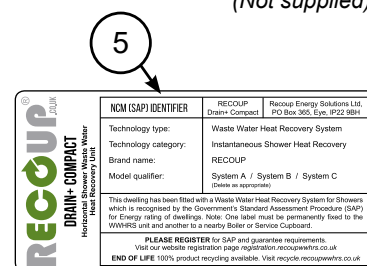 (Not supplied)
5
® RECOUP .CO.UK
DRAIN+ COMPACT
Horizontal Shower Waste Water
Heat Recovery Unit
NCM (SAP) IDENTIFIER
RECOUP
Drain+ Compact
Recoup Energy Solutions Ltd,
PO Box 365, Eye, IP22 9BH
Technology type: Waste Water Heat Recovery System
Technology category: Instantaneous Shower Heat Recovery
Brand name: RECOUP
Model qualifier: System A / System B / System C
(Delete as appropriate)
This dwelling has been fitted with a Waste Water Heat Recovery System for Showers
which is recognised by the Government's Standard Assessment Procedure (SAP)
for Energy rating of dwellings. Note: One label must be permanently fixed to the
WWHRS unit and another to a nearby Boiler or Service Cupboard.
PLEASE REGISTER for SAP and guarantee requirements.
Visit our website registration page registration.recoupwwhrs.co.uk
END OF LIFE 100% product recycling available. Visit recycle.recoupwwhrs.co.uk